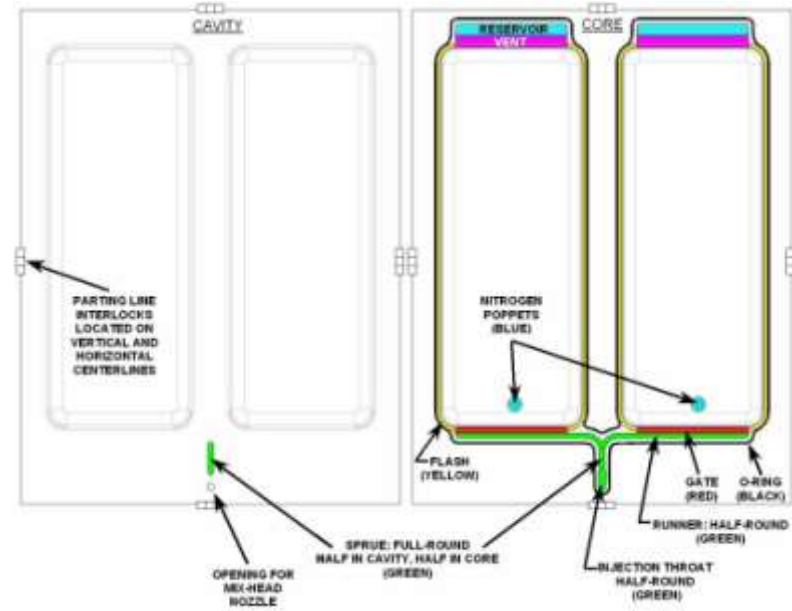 CAVITY
CORE
RESERVOIR
VENT
PARTING LINE
INTERLOCKS
LOCATED ON
VERTICAL AND
HORIZONTAL
CENTERLINES
NITROGEN
POPPETS
(BLUE)
FLASH
(YELLOW)
GATE
(RED)
O-RING
(BLACK)
RUNNER: HALF-ROUND
(GREEN)
SPRUE: FULL-ROUND
HALF IN CAVITY, HALF IN CORE
(GREEN)
OPENING FOR
MIX-HEAD
NOZZLE
INJECTION THROAT
HALF-ROUND
(GREEN)